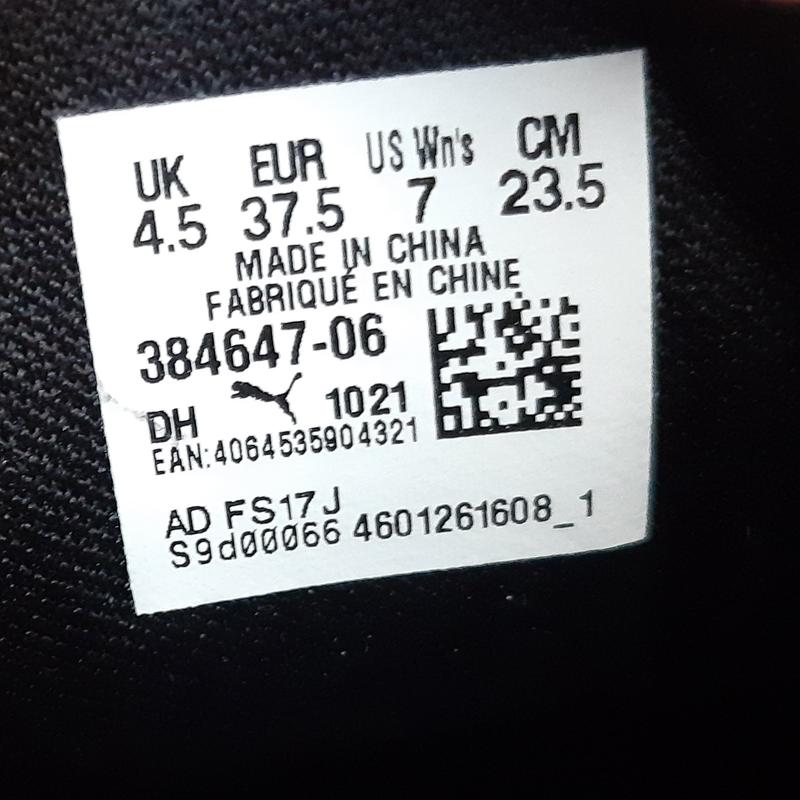 UK EUR US Wn's CM
4.5 37.5 7 23.5
MADE IN CHINA
FABRIQUÉ EN CHINE
384647-06
DH 1021
EAN:4064535904321
AD FS17J
S9d00066 4601261608_1